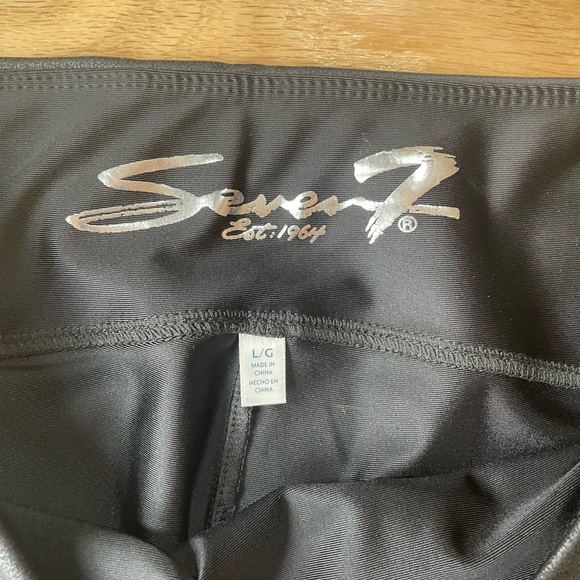 Seven7
Est:1964
®
L/G
MADE IN
CHINA
HECHO EN
CHINA